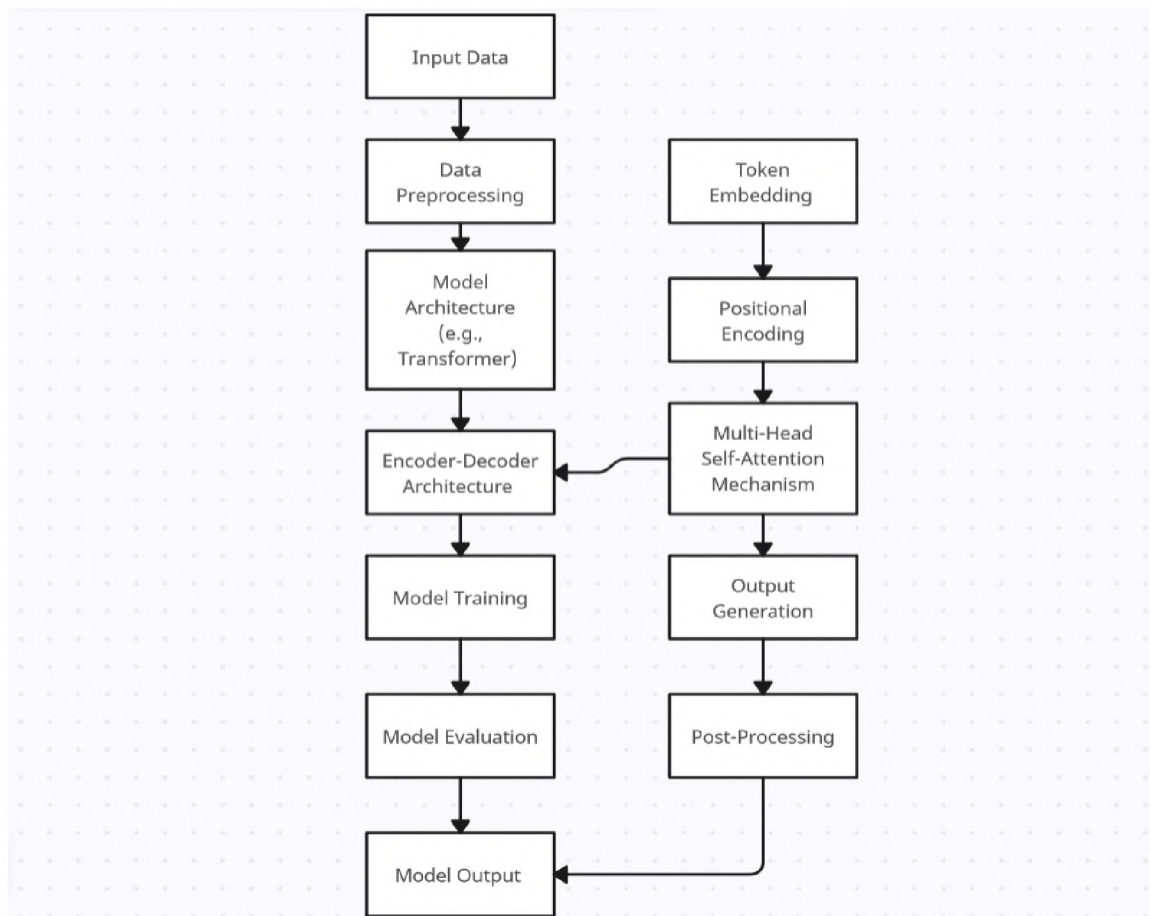 Input Data
Data
Preprocessing
Model
Architecture
(e.g.,
Transformer)
Encoder-Decoder
Architecture
Model Training
Model Evaluation
Model Output
Token
Embedding
Positional
Encoding
Multi-Head
Self-Attention
Mechanism
Output
Generation
Post-Processing